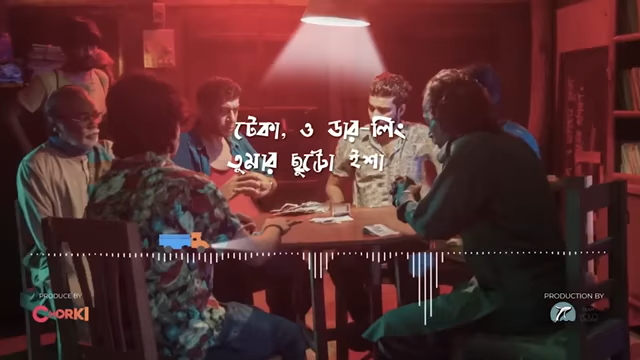 টেকা, ও ডার-লিং
তুমার ছুট্টো ইশা
PRODUCE BY
CHORKI
PRODUCTION BY